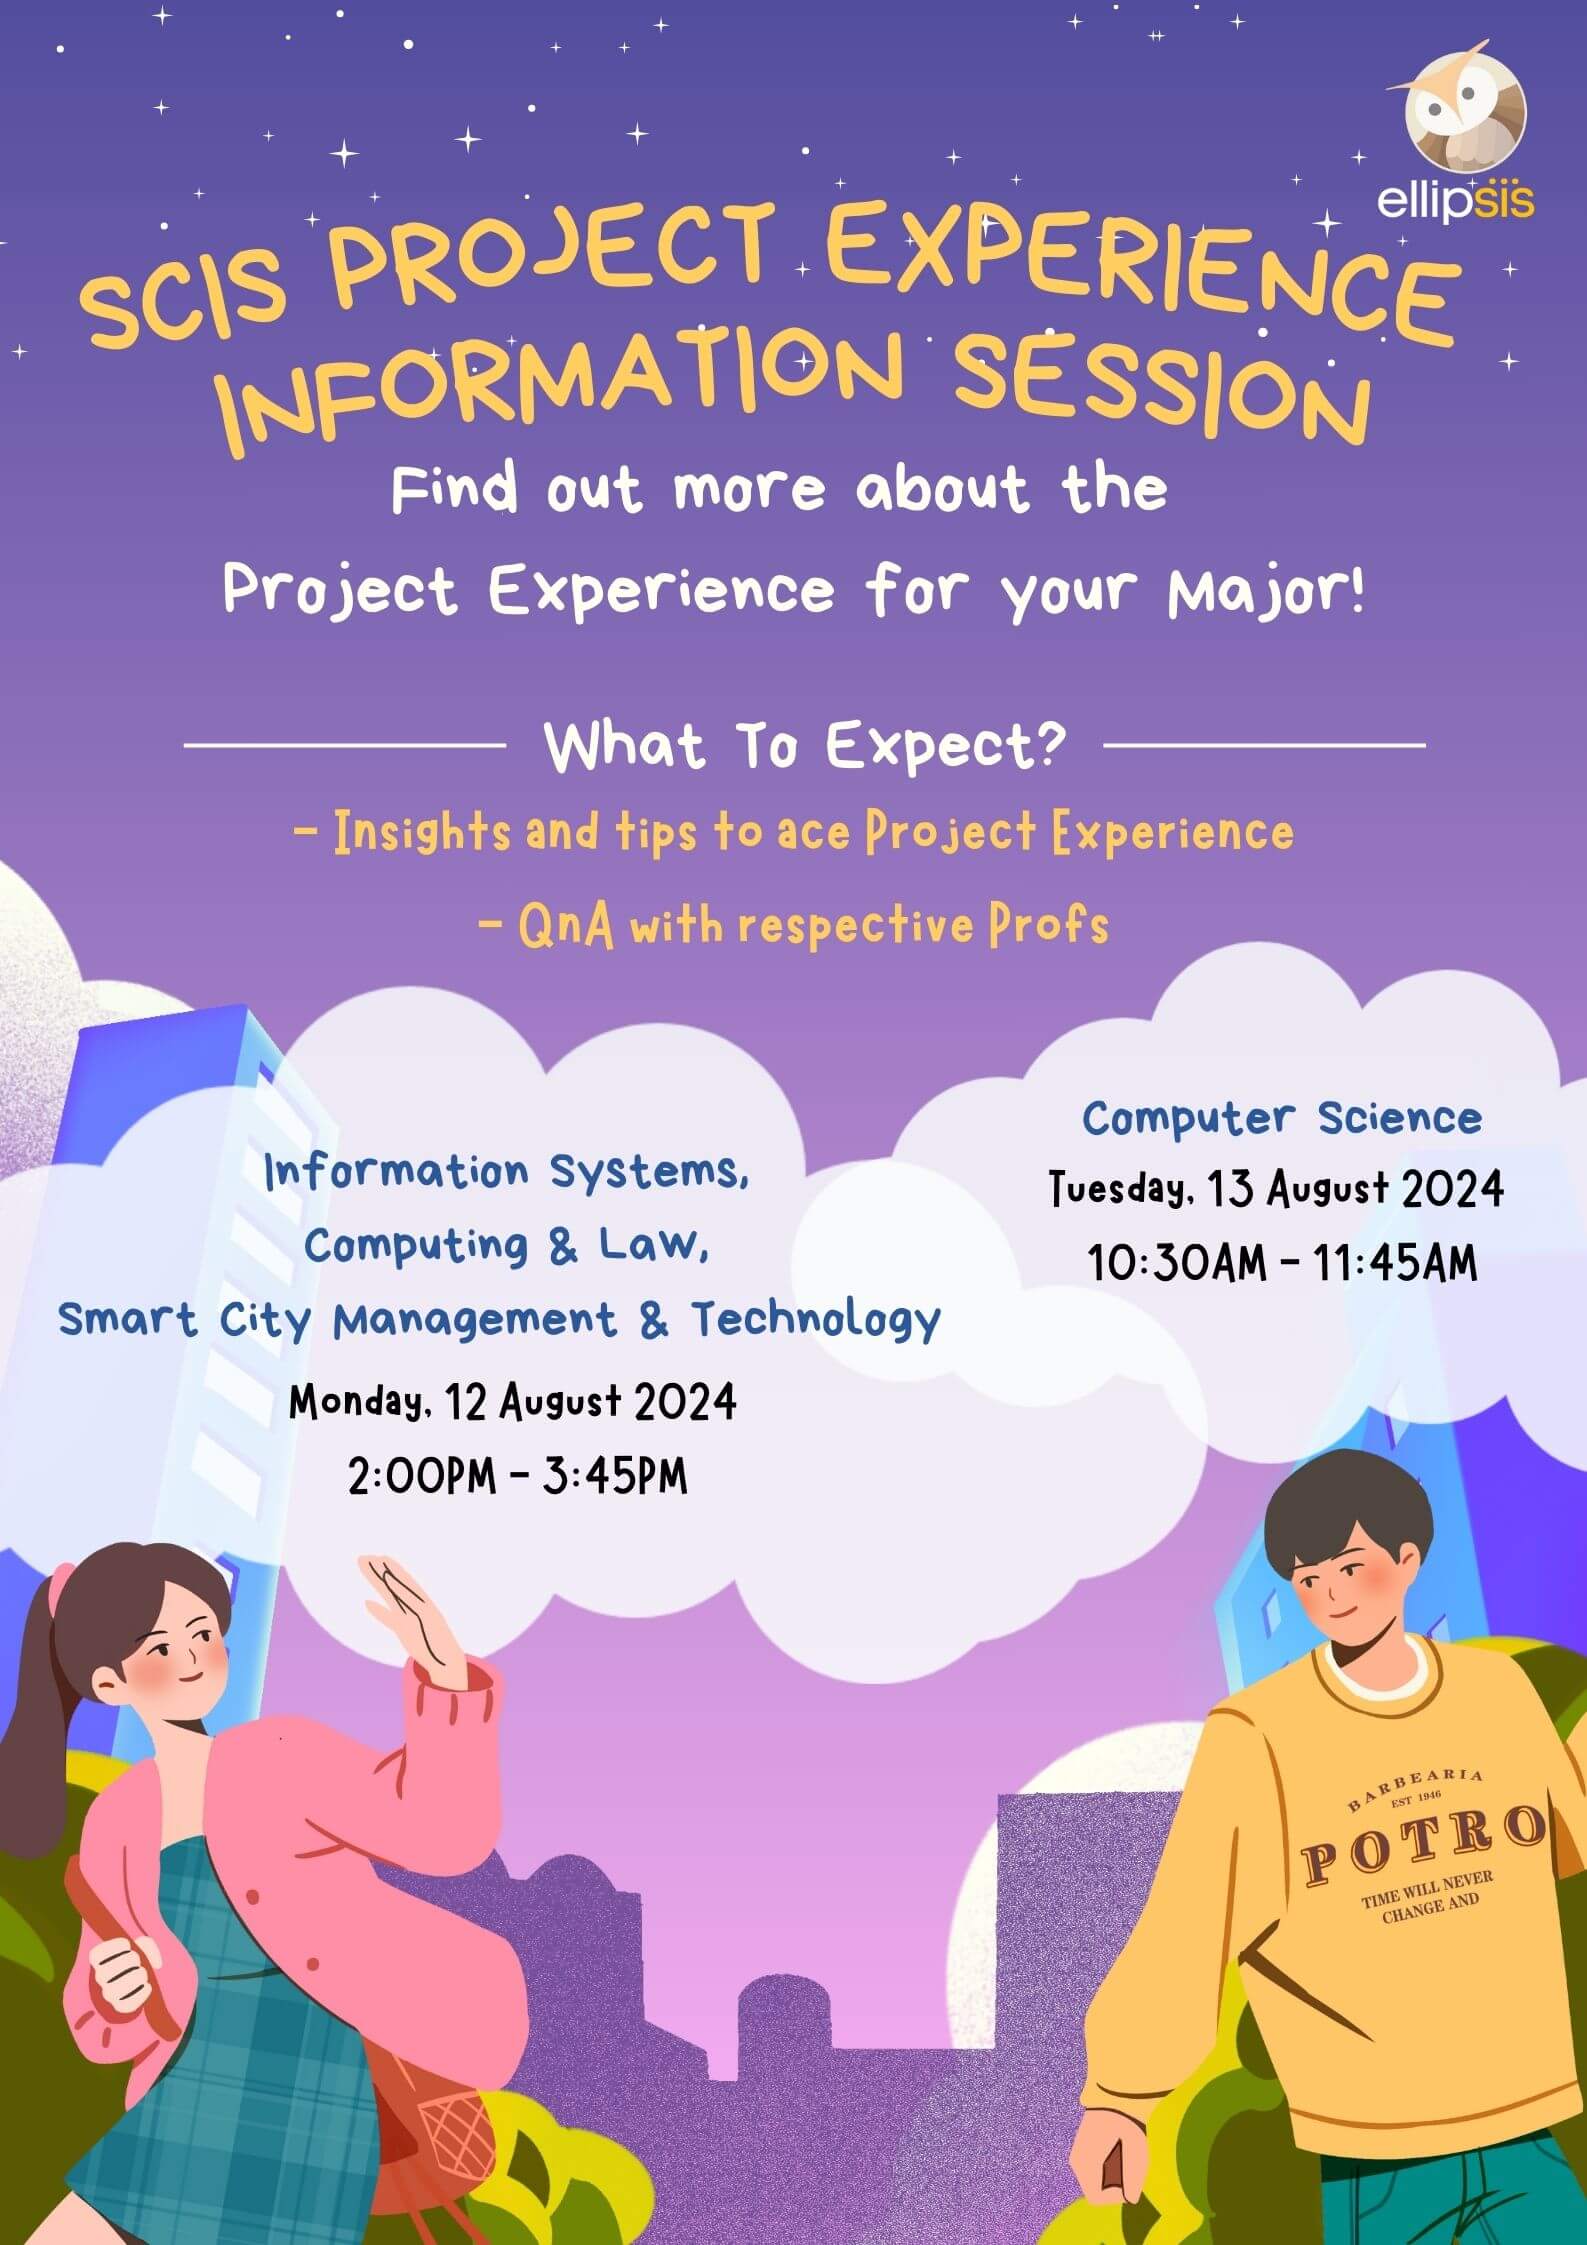 ellipsis
SCIS PROJECT EXPERIENCE
INFORMATION SESSION
Find out more about the
Project Experience for your Major!
What To Expect?
- Insights and tips to ace Project Experience
- QnA with respective Profs
Information Systems,
Computing & Law,
Smart City Management & Technology
Monday, 12 August 2024
2:00PM - 3:45PM
Computer Science
Tuesday, 13 August 2024
10:30AM - 11:45AM
BARBEARIA
EST 1946
POTRO
TIME WILL NEVER
CHANGE AND